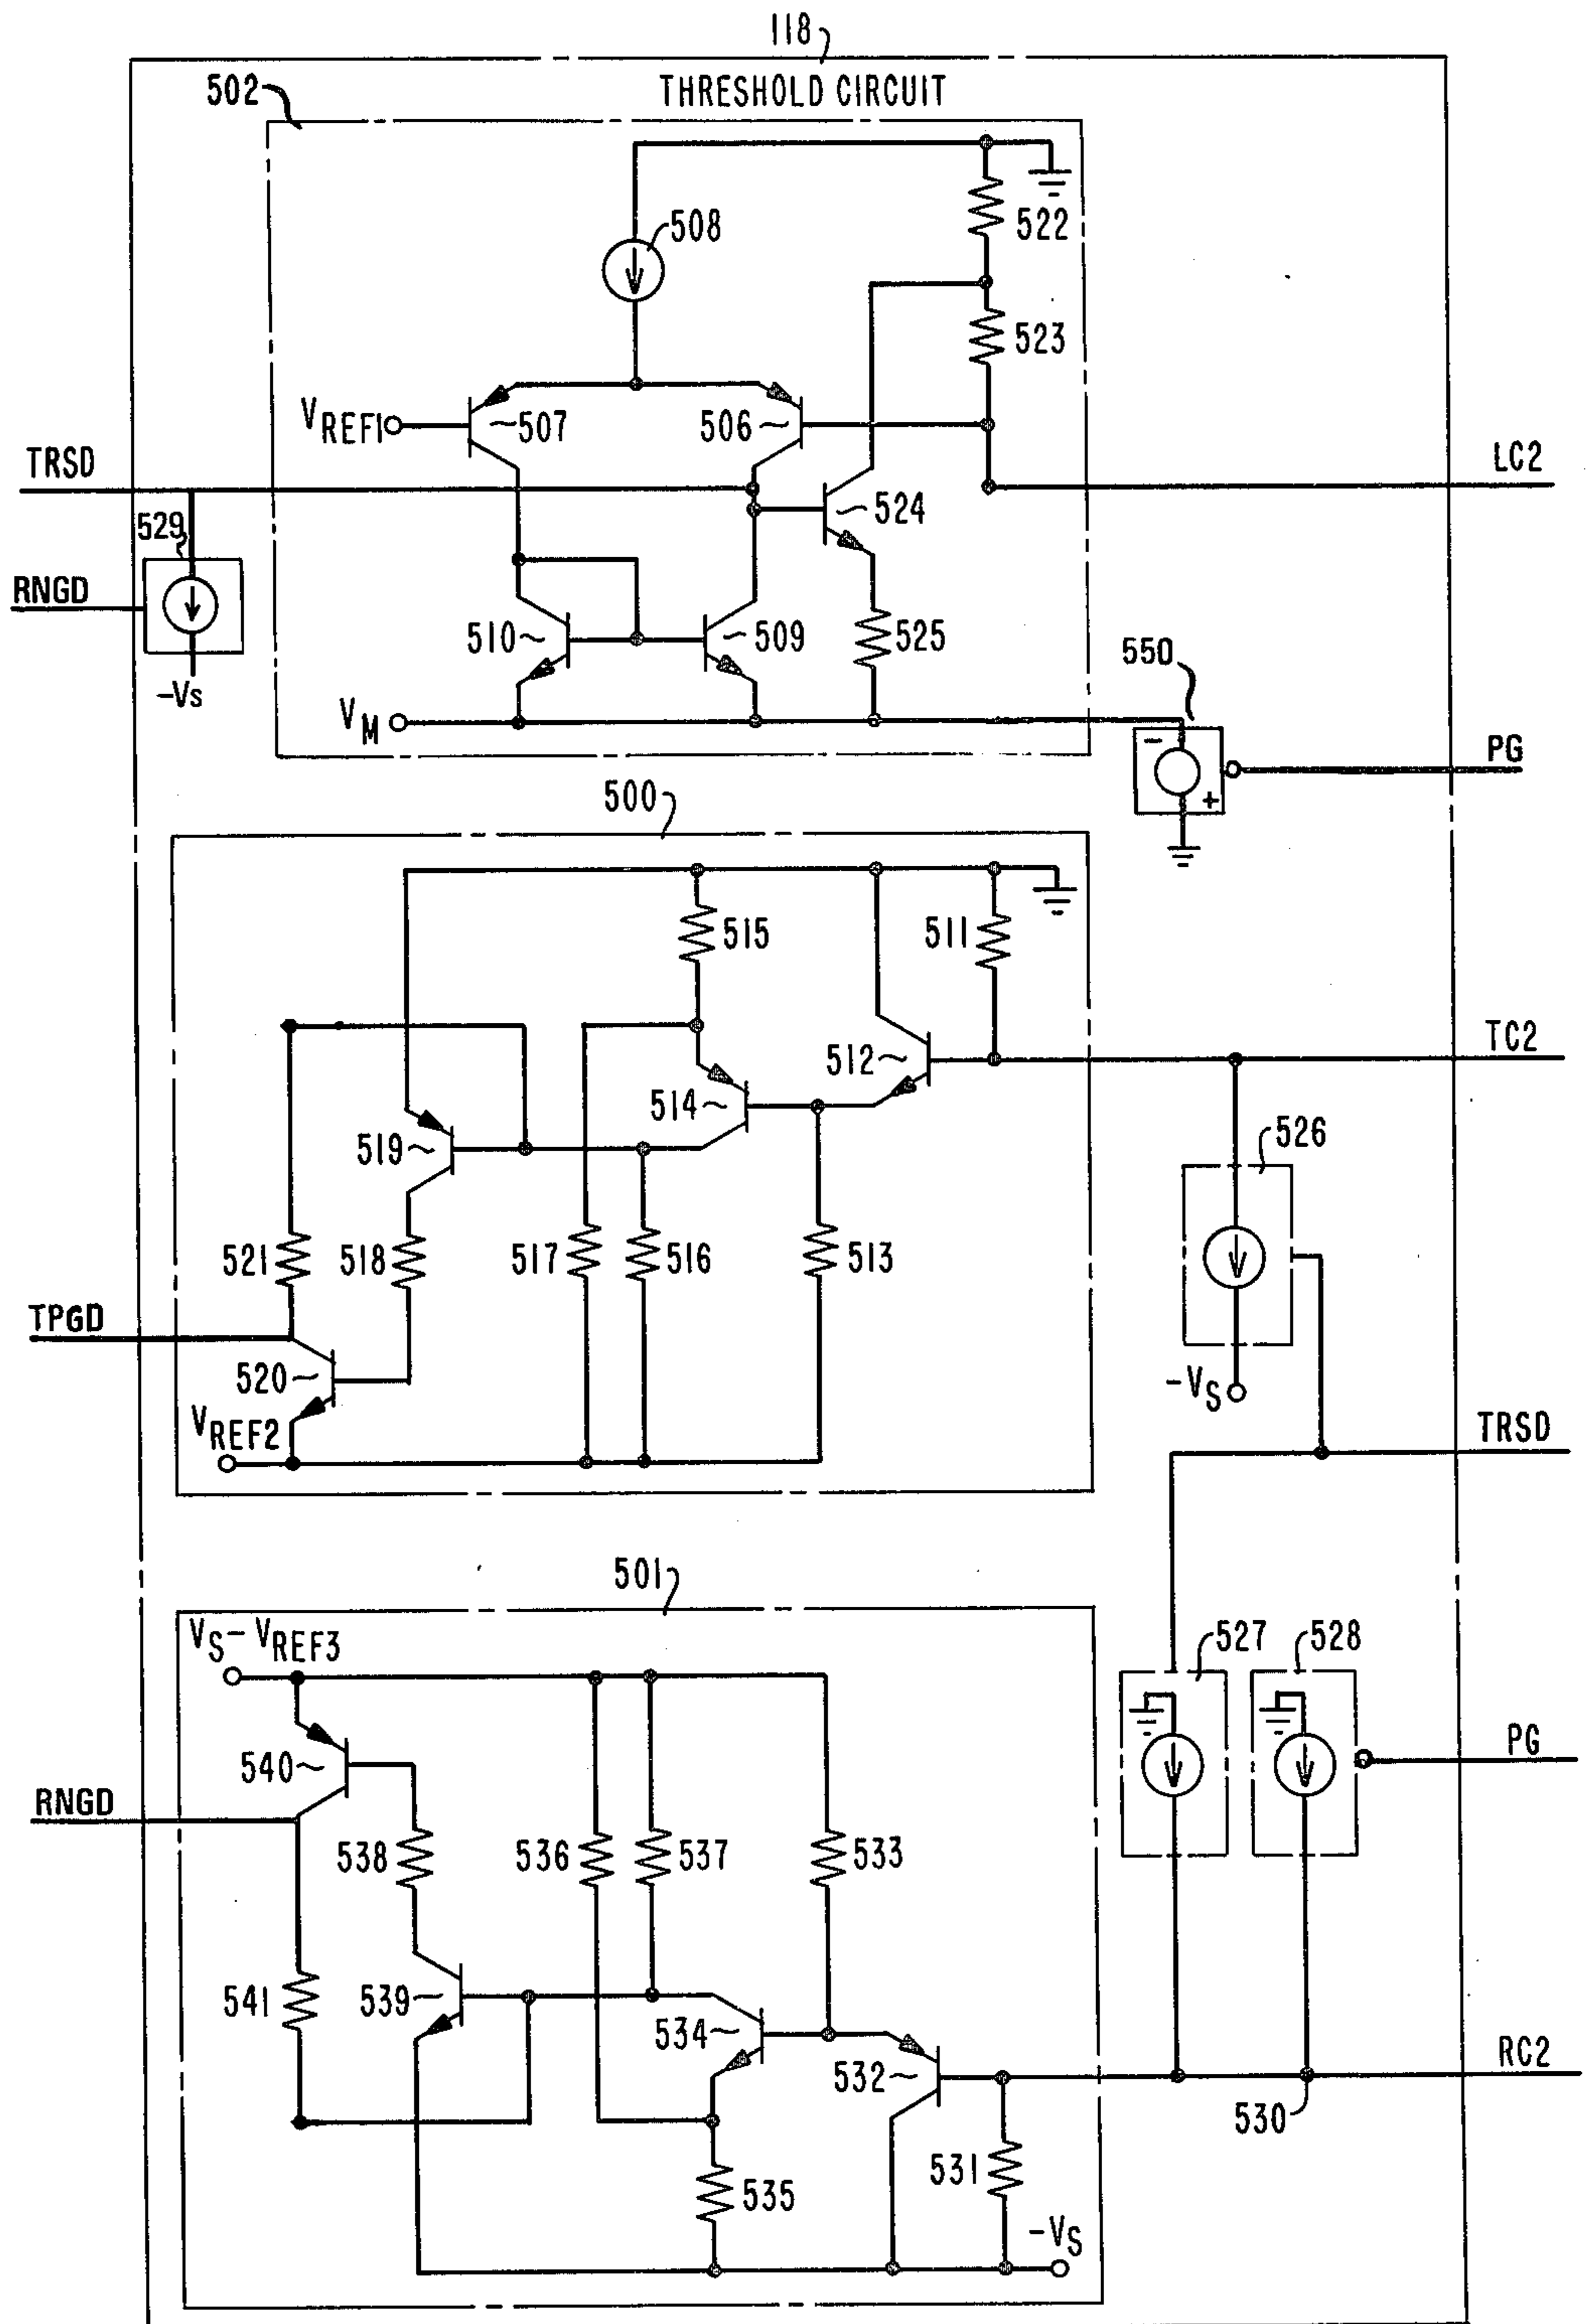 118
THRESHOLD CIRCUIT
502
508
522
523
VREF1
507
506
TRSD
LC2
529
524
RNGD
510
509
525
550
-VS
VM
-
+
PG
500
515
511
TC2
512
514
519
526
521
518
517
516
513
TPGD
520
-VS
VREF2
TRSD
501
VS-VREF3
527
528
540
PG
RNGD
538
536
537
533
541
539
534
532
RC2
530
531
535
-VS